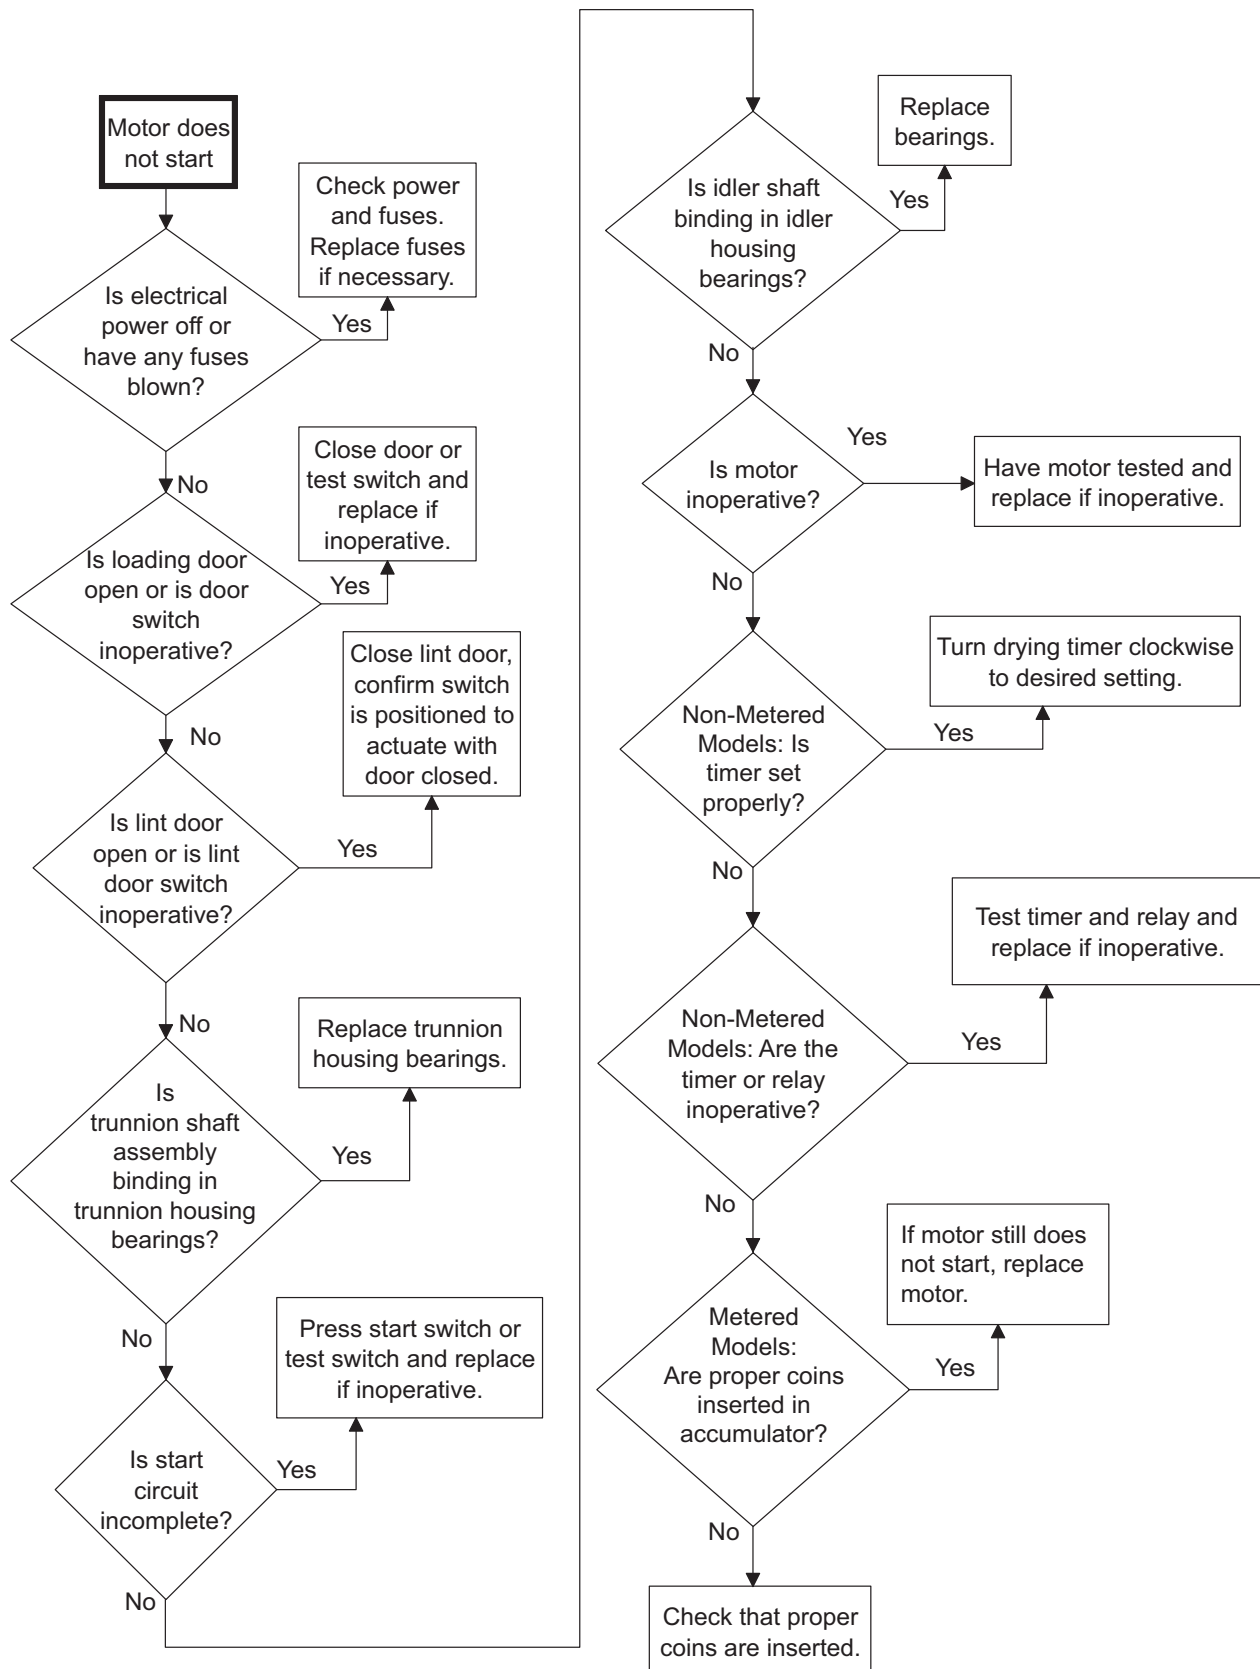 Motor does
not start
Check power
and fuses.
Replace fuses
if necessary.
Is electrical
power off or
have any fuses
blown?
Yes
No
Close door or
test switch and
replace if
inoperative.
Is loading door
open or is door
switch
inoperative?
Yes
No
Close lint door,
confirm switch
is positioned to
actuate with
door closed.
Is lint door
open or is lint
door switch
inoperative?
Yes
No
Replace trunnion
housing bearings.
Is
trunnion shaft
assembly
binding in
trunnion housing
bearings?
Yes
No
Press start switch or
test switch and replace
if inoperative.
Is start
circuit
incomplete?
Yes
No
Replace
bearings.
Is idler shaft
binding in idler
housing
bearings?
Yes
No
Is motor
inoperative?
Yes
Have motor tested and
replace if inoperative.
No
Turn drying timer clockwise
to desired setting.
Non-Metered
Models: Is
timer set
properly?
Yes
No
Test timer and relay and
replace if inoperative.
Non-Metered
Models: Are the
timer or relay
inoperative?
Yes
No
If motor still does
not start, replace
motor.
Metered
Models:
Are proper coins
inserted in
accumulator?
Yes
No
Check that proper
coins are inserted.